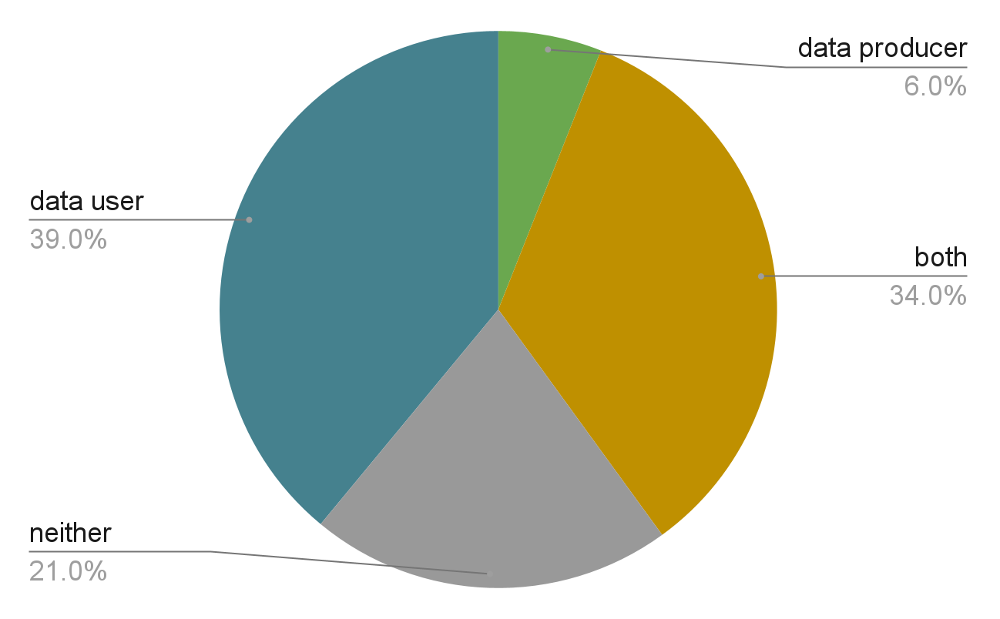 data producer
6.0%
data user
39.0%
both
34.0%
neither
21.0%